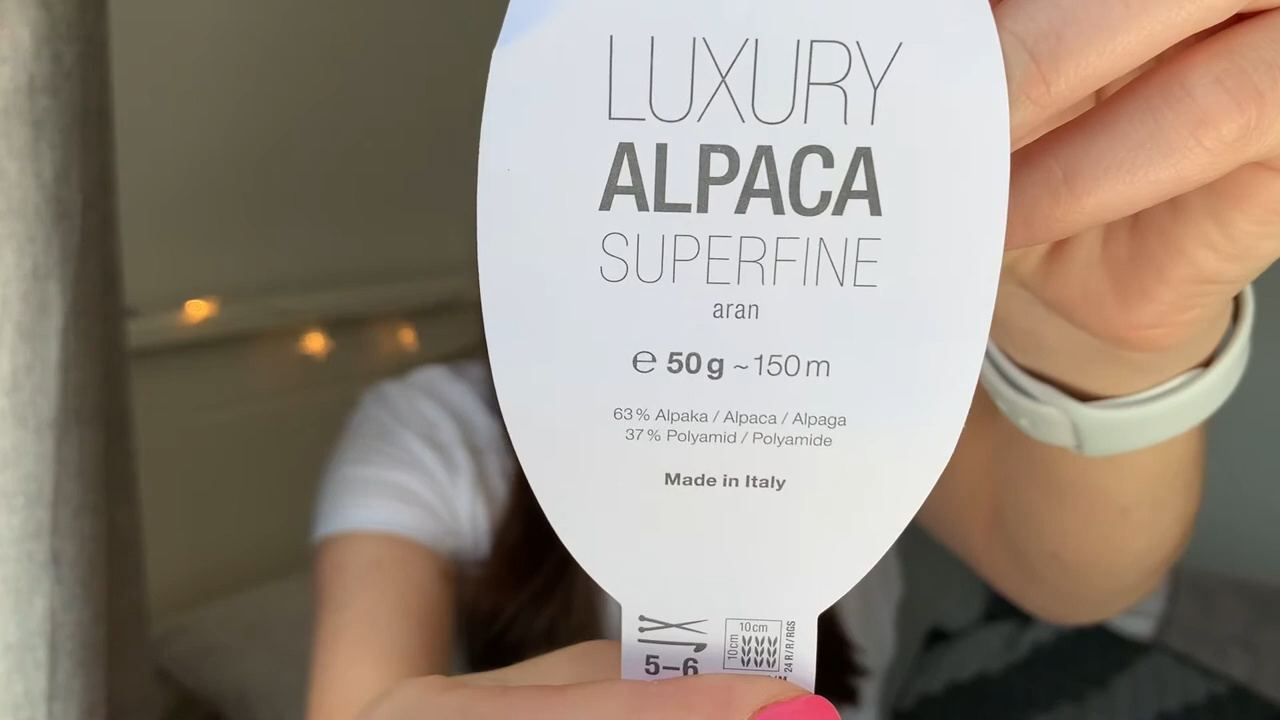 LUXURY
ALPACA
SUPERFINE
aran
e 50g ~150m
63% Alpaka / Alpaca / Alpaga
37% Polyamid / Polyamide
Made in Italy
10cm
10cm
24 R/R/RGS
5–6